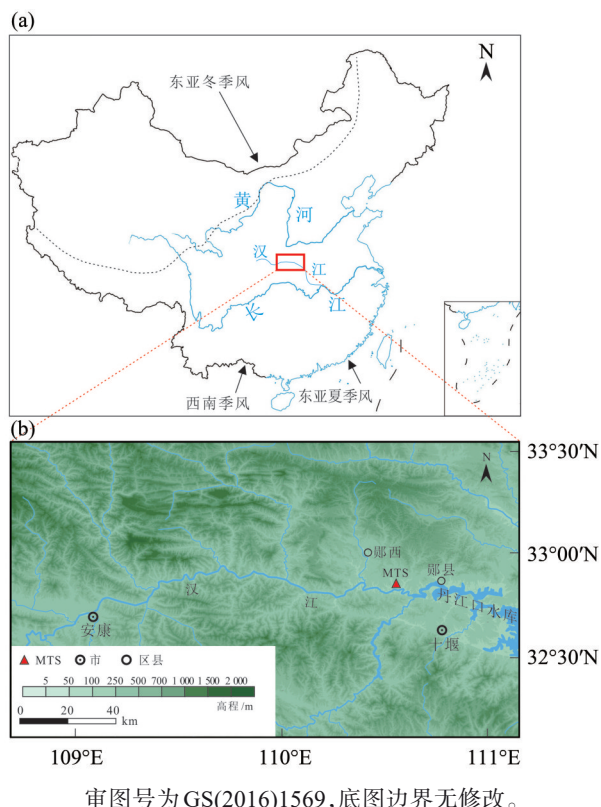 (a)
N
东亚冬季风
黄
河
汉
江
长
江
西南季风
东亚夏季风
(b)
N
33°30′N
33°00′N
32°30′N
郧西
MTS
郧县
丹江口水库
汉
江
安康
十堰
MTS 市 区县
5 50 100 250 500 700 1 000 1 500 2 000
高程/m
0 20 40
km
109°E 110°E 111°E
审图号为GS(2016)1569,底图边界无修改。